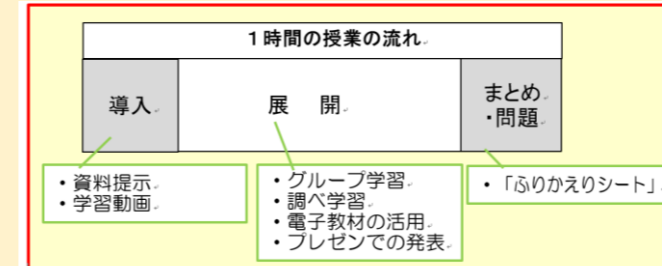 1時間の授業の流れ
導入
展　開
まとめ
・問題
・資料提示
・学習動画
・グループ学習
・調べ学習
・電子教材の活用
・プレゼンでの発表
・「ふりかえりシート」